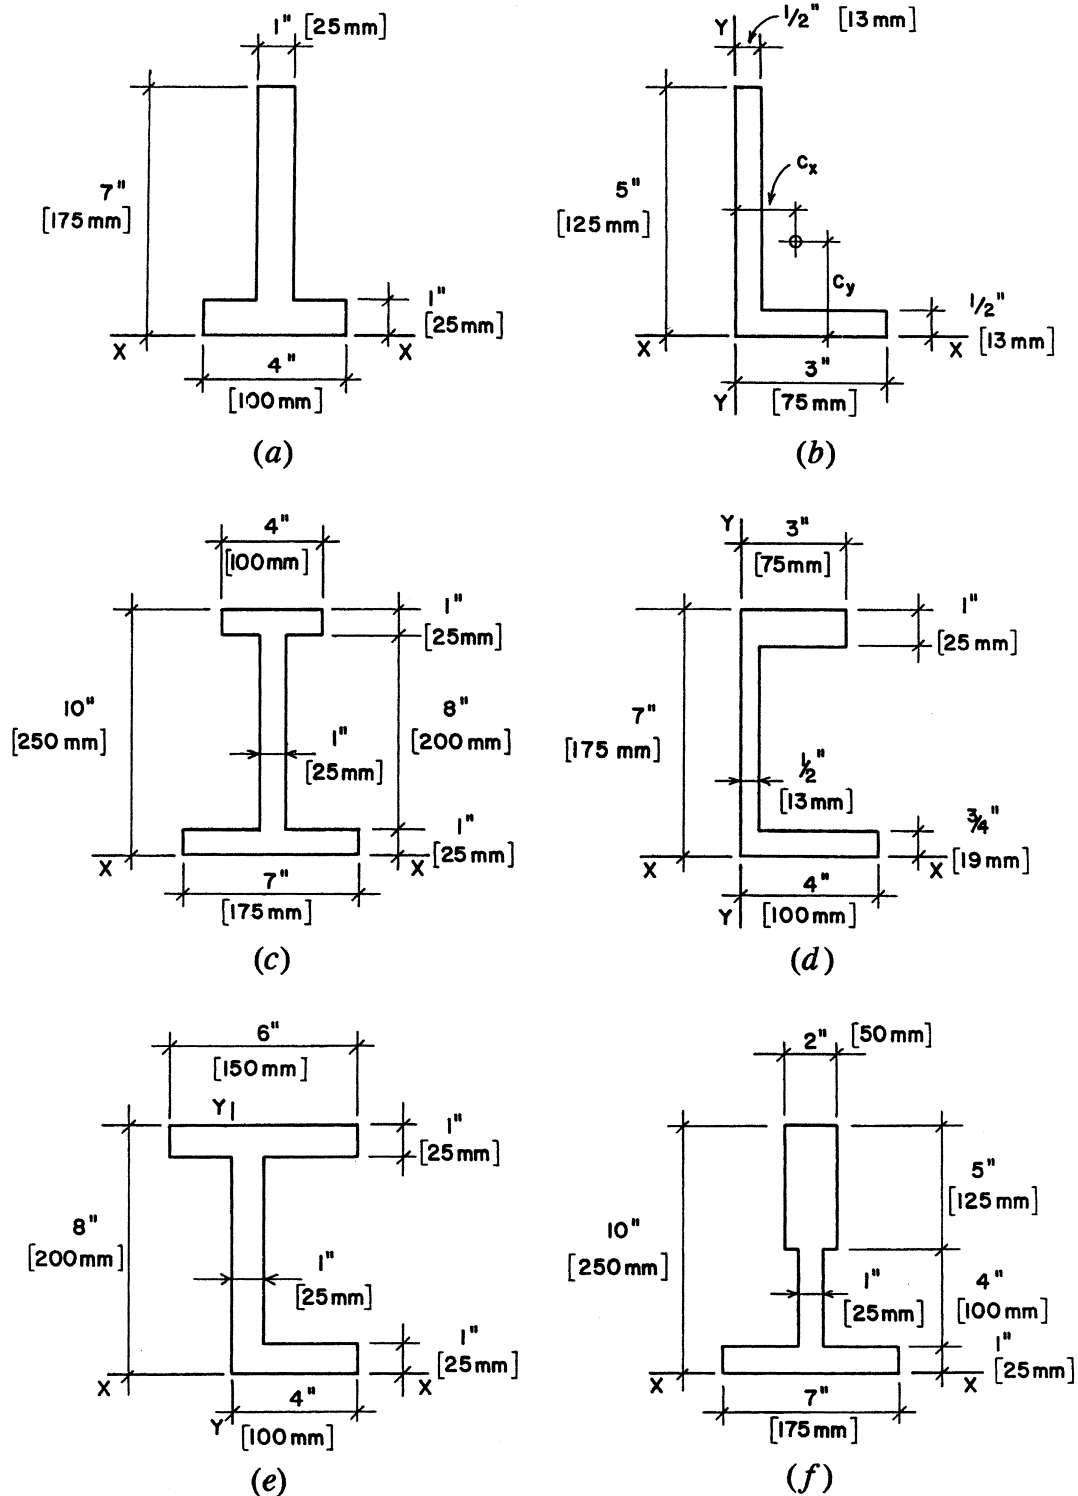 1" [25mm]
7"
[175mm]
1"
[25mm]
X X
4"
[100mm]
(a)
Y 1/2" [13mm]
5"
[125mm]
Cx
Cy
1/2"
[13mm]
X X
3"
Y [75mm]
(b)
4"
[100mm]
1"
[25mm]
10"
[250 mm]
8"
[200mm]
1"
[25mm]
1"
[25mm]
X X
7"
[175mm]
(c)
Y 3"
[75mm]
1"
[25mm]
7"
[175 mm]
1/2"
[13mm]
3/4"
[19mm]
X X
4"
Y [100mm]
(d)
6"
[150mm]
Y
1"
[25mm]
8"
[200mm]
1"
[25mm]
1"
[25mm]
X X
4"
Y [100mm]
(e)
2" [50mm]
5"
[125mm]
10"
[250mm]
1"
[25mm]
4"
[100mm]
1"
[25mm]
X X
7"
[175mm]
(f)